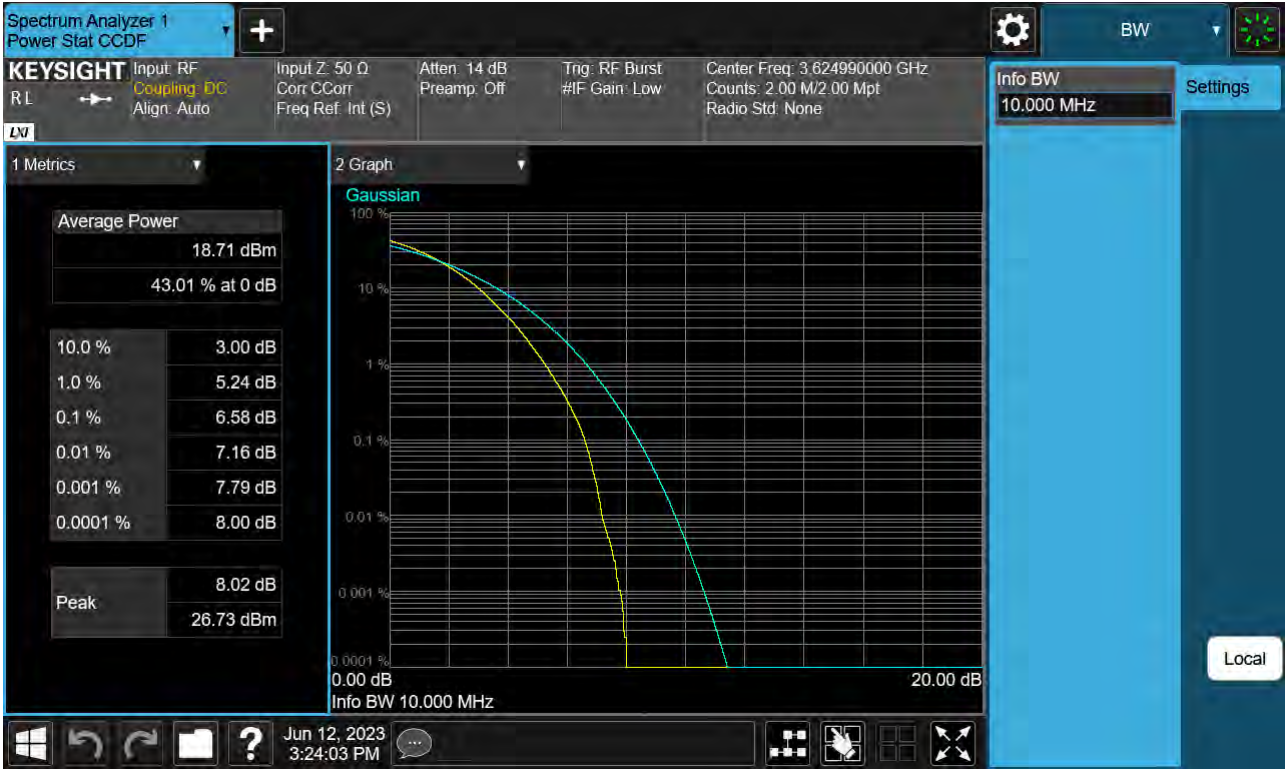 Spectrum Analyzer 1
Power Stat CCDF
BW
KEYSIGHT
R L
LXI
Input: RF
Coupling: DC
Align: Auto
Input Z: 50 Ω
Corr CCorr
Freq Ref: Int (S)
Atten: 14 dB
Preamp: Off
Trig: RF Burst
#IF Gain: Low
Center Freq: 3.624990000 GHz
Counts: 2.00 M/2.00 Mpt
Radio Std: None
Info BW
10.000 MHz
Settings
1 Metrics
Average Power
18.71 dBm
43.01 % at 0 dB
10.0 % 3.00 dB
1.0 % 5.24 dB
0.1 % 6.58 dB
0.01 % 7.16 dB
0.001 % 7.79 dB
0.0001 % 8.00 dB
Peak
8.02 dB
26.73 dBm
2 Graph
Gaussian
100 %
10 %
1 %
0.1 %
0.01 %
0.001 %
0.0001 %
0.00 dB 20.00 dB
Info BW 10.000 MHz
Local
?
Jun 12, 2023
3:24:03 PM